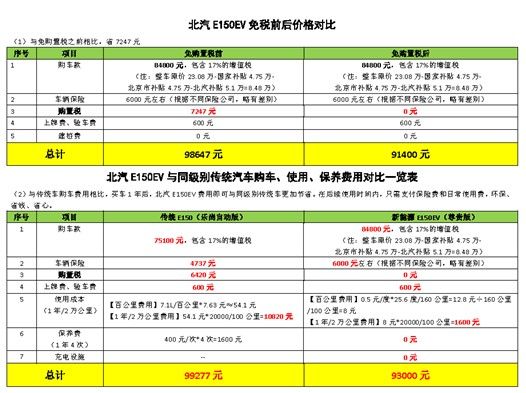 北汽 E150EV 免税前后价格对比
(1) 与免购置税之前相比，省 7247 元
序号 项目 免购置税前 免购置税后
1 购车款 84800 元，包含 17%的增值税 84800 元，包含 17%的增值税
（注：整车原价 23.08 万-国家补贴 4.75 万- （注：整车原价 23.08 万-国家补贴 4.75 万-
北京市补贴 4.75 万-北汽补贴 5.1 万=8.48 万） 北京市补贴 4.75 万-北汽补贴 5.1 万=8.48 万）
2 车辆保险 6000 元左右（根据不同保险公司，略有差别） 6000 元左右（根据不同保险公司，略有差别）
3 购置税 7247 元 0 元
4 上牌费、验车费 600 元 600 元
5 建桩费 0 元 0 元
总计 98647 元 91400 元
北汽 E150EV 与同级别传统汽车购车、使用、保养费用对比一览表
(2) 与传统车购车费用相比，买车 1 年后，北汽 E150EV 费用即可与同级别传统车更加节省。在后续使用时间内，只需支付保险费和日常使用费，环保、
省钱、省心。
序号 项目 传统 E150（乐尚自动版） 新能源 E150EV（尊贵版）
1 购车款 75100 元，包含 17%的增值税 84800 元，包含 17%的增值税
（注：整车原价 23.08 万-国家补贴 4.75 万-
北京市补贴 4.75 万-北汽补贴 5.1 万=8.48 万）
2 车辆保险 4737 元 6000 元左右（根据不同保险公司，略有差别）
3 购置税 6420 元 0 元
4 上牌费、验车费 600 元 600 元
5 使用成本 【百公里费用】7.1L/百公里*7.63 元≈54.1 元 【百公里费用】0.5 元/度*25.6 度/160 公里=12.8 元÷160 公里
（1 年/2 万公里） 【1 年/2 万公里费用】54.1 元*20000/100 公里=10820 元 /100 公里=8 元
【1 年/2 万公里费用】8 元*20000/100 公里=1600 元
6 保养费 400 元/次*4 次=1600 元 0 元
（1 年 4 次）
7 充电设施 -- 0 元
总计 99277 元 93000 元